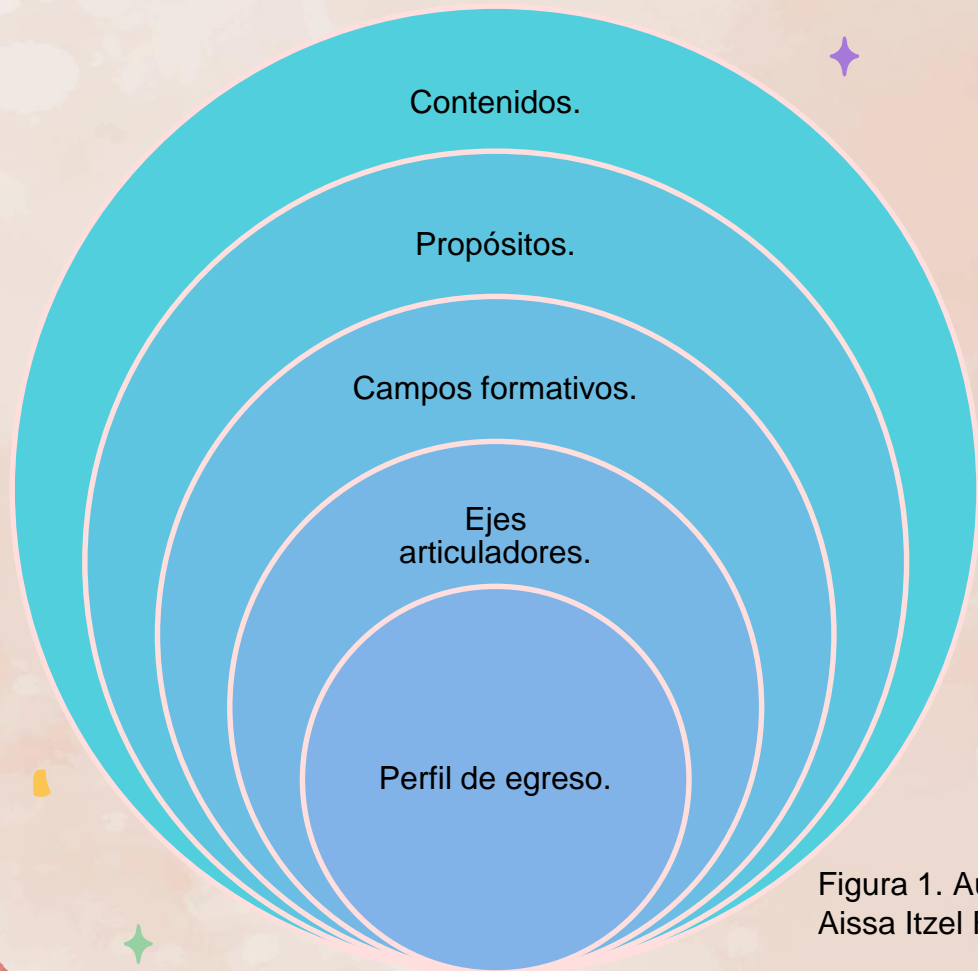 Contenidos.
Propósitos.
Campos formativos.
Ejes
articuladores.
Perfil de egreso.
Figura 1.
Aissa Itzel